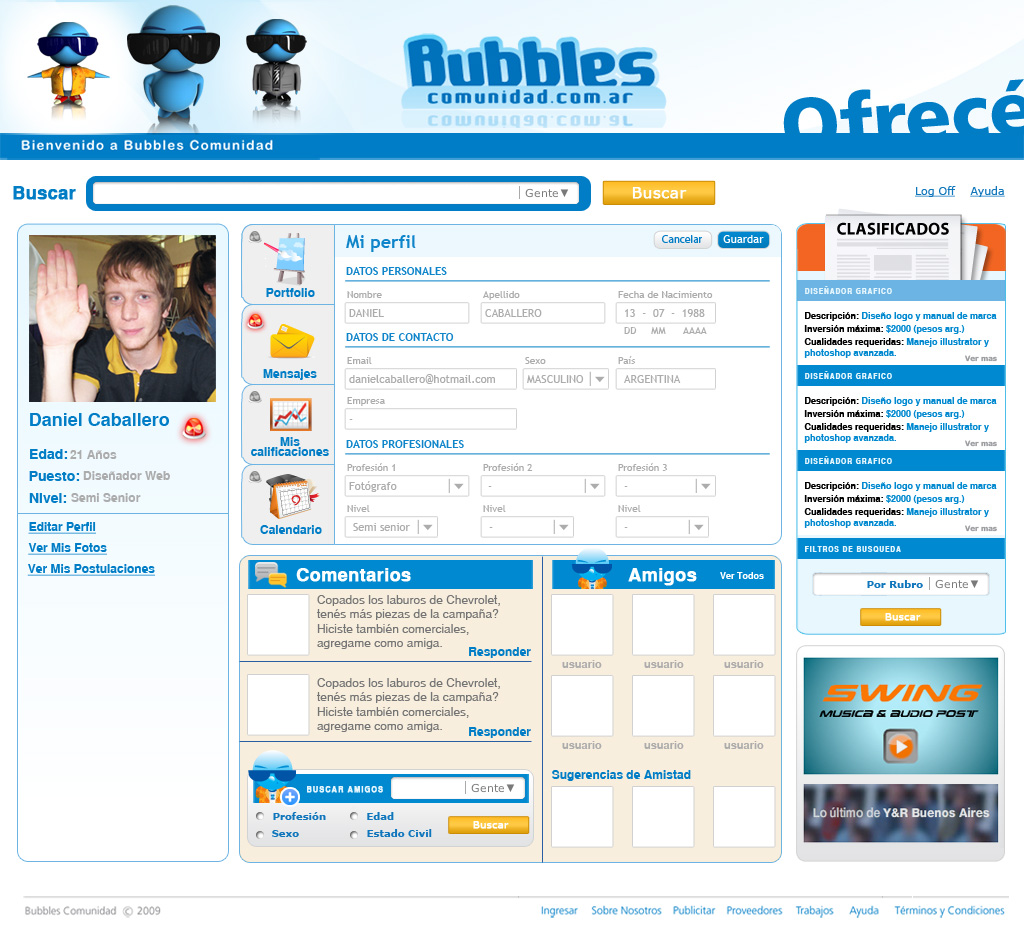 Bubbles
comunidad.com.ar
Ofrecé
Bienvenido a Bubbles Comunidad
Buscar
Gente▼
Buscar
Log Off
Ayuda
Daniel Caballero
Edad: 21 Años
Puesto: Diseñador Web
Nivel: Semi Senior
Editar Perfil
Ver Mis Fotos
Ver Mis Postulaciones
Portfolio
Mensajes
Mis
calificaciones
Calendario
Mi perfil
Cancelar
Guardar
DATOS PERSONALES
Nombre
Apellido
Fecha de Nacimiento
DANIEL
CABALLERO
13 - 07 - 1988
DD MM AAAA
DATOS DE CONTACTO
Email
Sexo
País
danielcaballero@hotmail.com
MASCULINO
ARGENTINA
Empresa
-
DATOS PROFESIONALES
Profesión 1
Profesión 2
Profesión 3
Fotógrafo
-
-
Nivel
Nivel
Nivel
Semi senior
-
-
Comentarios
Copados los laburos de Chevrolet,
tenés más piezas de la campaña?
Hiciste también comerciales,
agregame como amiga.
Responder
Copados los laburos de Chevrolet,
tenés más piezas de la campaña?
Hiciste también comerciales,
agregame como amiga.
Responder
BUSCAR AMIGOS
Gente▼
Profesión
Edad
Sexo
Estado Civil
Buscar
Amigos
Ver Todos
usuario
usuario
usuario
usuario
usuario
usuario
Sugerencias de Amistad
CLASIFICADOS
DISEÑADOR GRAFICO
Descripción: Diseño logo y manual de marca
Inversión máxima: $2000 (pesos arg.)
Cualidades requeridas: Manejo illustrator y
photoshop avanzada.
Ver mas
DISEÑADOR GRAFICO
Descripción: Diseño logo y manual de marca
Inversión máxima: $2000 (pesos arg.)
Cualidades requeridas: Manejo illustrator y
photoshop avanzada.
Ver mas
DISEÑADOR GRAFICO
Descripción: Diseño logo y manual de marca
Inversión máxima: $2000 (pesos arg.)
Cualidades requeridas: Manejo illustrator y
photoshop avanzada.
Ver mas
FILTROS DE BUSQUEDA
Por Rubro
Gente▼
Buscar
SWING
MUSICA & AUDIO POST
Lo último de Y&R Buenos Aires
Bubbles Comunidad © 2009
Ingresar
Sobre Nosotros
Publicitar
Proveedores
Trabajos
Ayuda
Términos y Condiciones